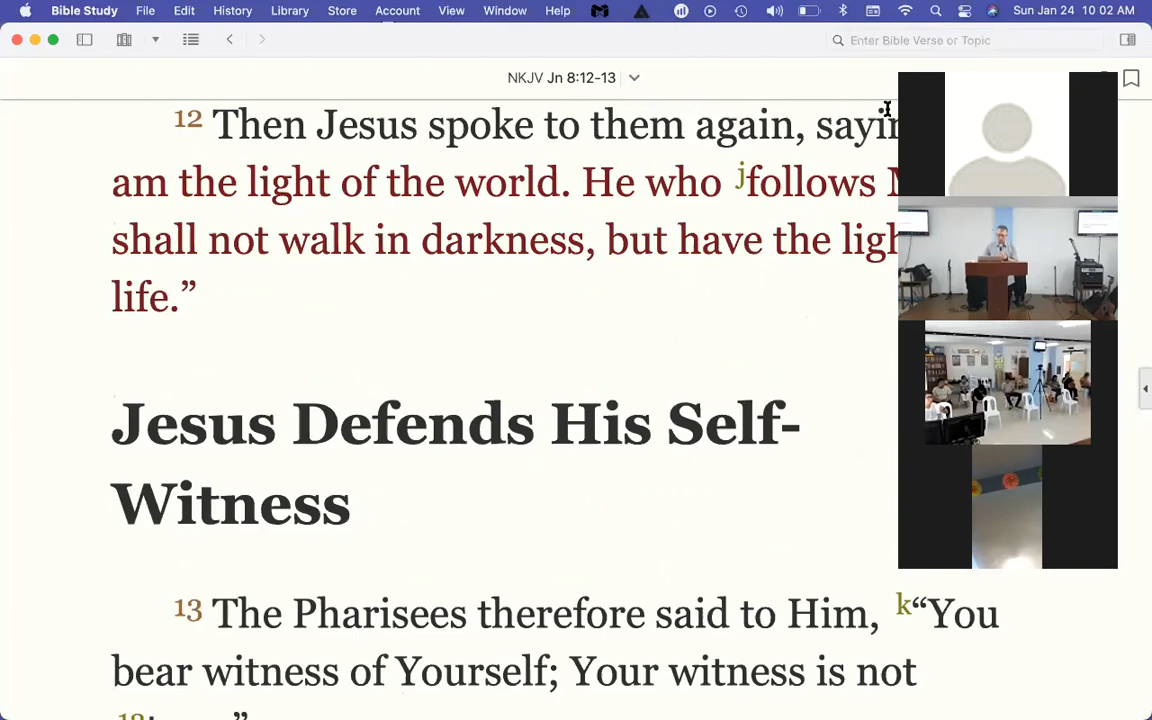 Bible Study File Edit History Library Store Account View Window Help Sun Jan 24 10:02 AM
Enter Bible Verse or Topic
NKJV Jn 8:12-13
12 Then Jesus spoke to them again,
am the light of the world. He who jfollows
shall not walk in darkness, but have the
life.”
Jesus Defends His Self-
Witness
13 The Pharisees therefore said to Him, k“You
bear witness of Yourself; Your witness is not